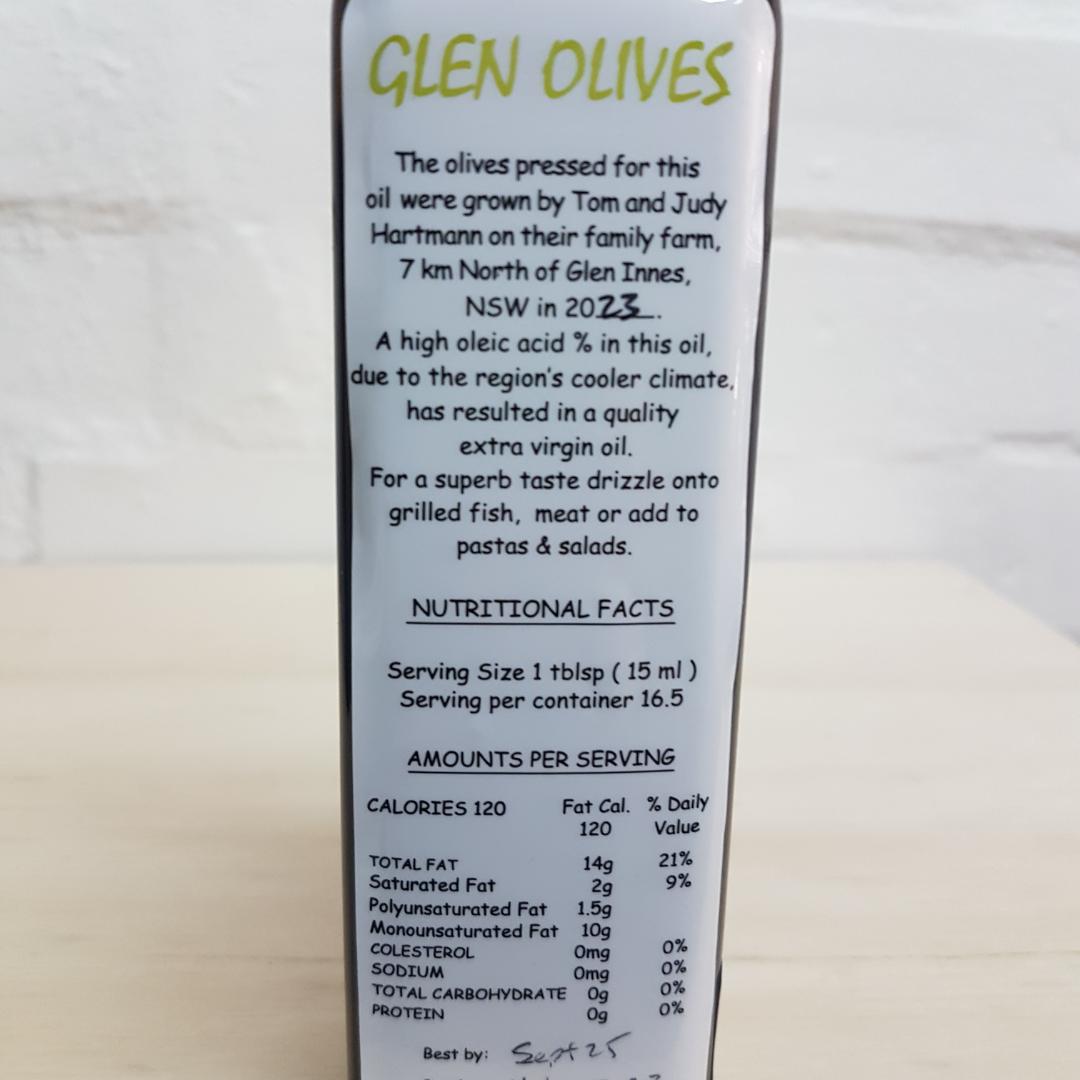 GLEN OLIVES
The olives pressed for this
oil were grown by Tom and Judy
Hartmann on their family farm,
7 km North of Glen Innes,
NSW in 2023.
A high oleic acid % in this oil,
due to the region's cooler climate,
has resulted in a quality
extra virgin oil.
For a superb taste drizzle onto
grilled fish, meat or add to
pastas & salads.
NUTRITIONAL FACTS
Serving Size 1 tblsp ( 15 ml )
Serving per container 16.5
AMOUNTS PER SERVING
CALORIES 120 Fat Cal. % Daily
120 Value
TOTAL FAT 14g 21%
Saturated Fat 2g 9%
Polyunsaturated Fat 1.5g
Monounsaturated Fat 10g
COLESTEROL 0mg 0%
SODIUM 0mg 0%
TOTAL CARBOHYDRATE 0g 0%
PROTEIN 0g 0%
Best by: Sept 25